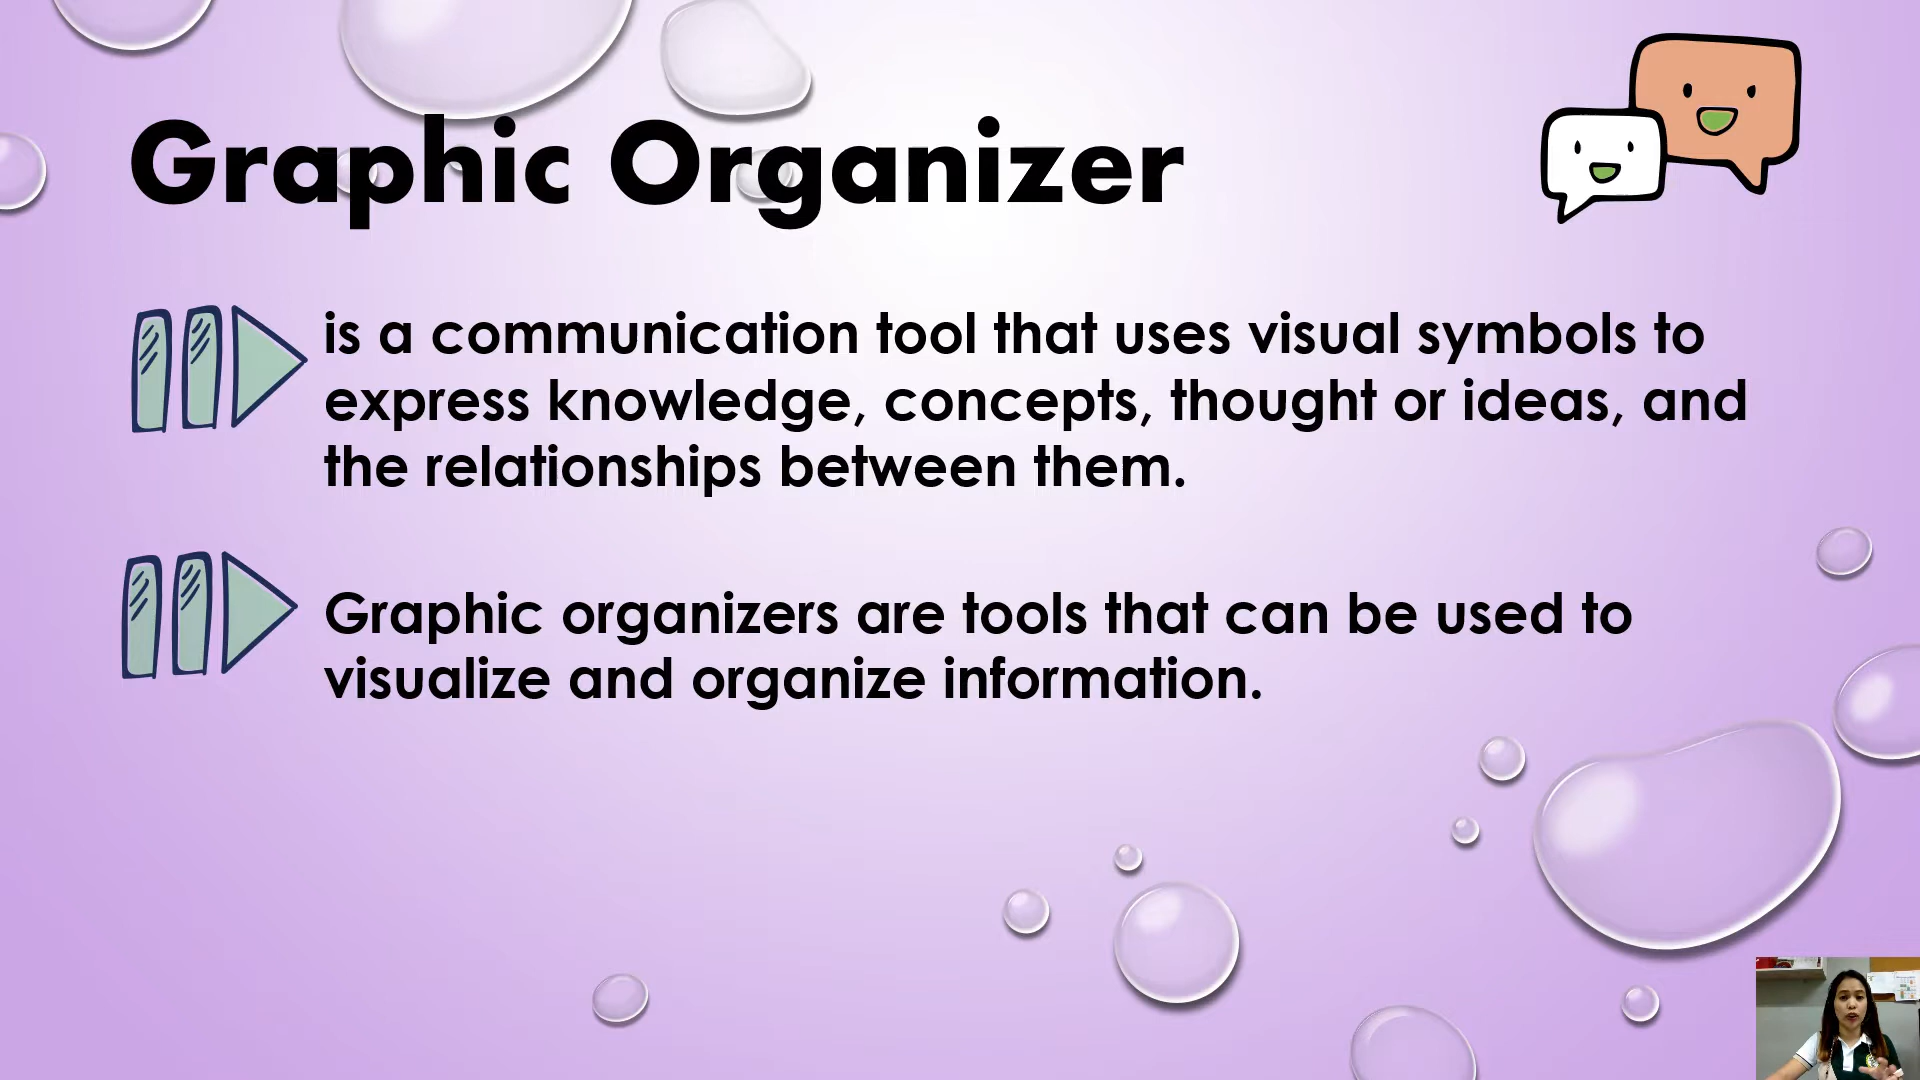 Graphic Organizer
is a communication tool that uses visual symbols to
express knowledge, concepts, thought or ideas, and
the relationships between them.
Graphic organizers are tools that can be used to
visualize and organize information.